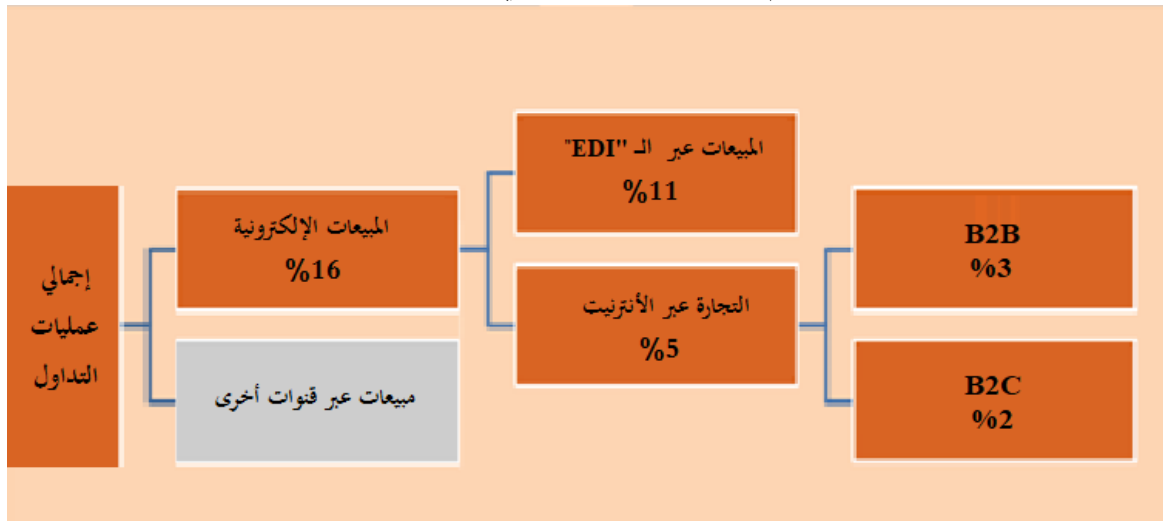 إجمالي
عمليات
التداول
المبيعات الإلكترونية
%16
مبيعات عبر قنوات أخرى
المبيعات عبر الـ "EDI"
%11
التجارة عبر الأنترنيت
%5
B2B
%3
B2C
%2